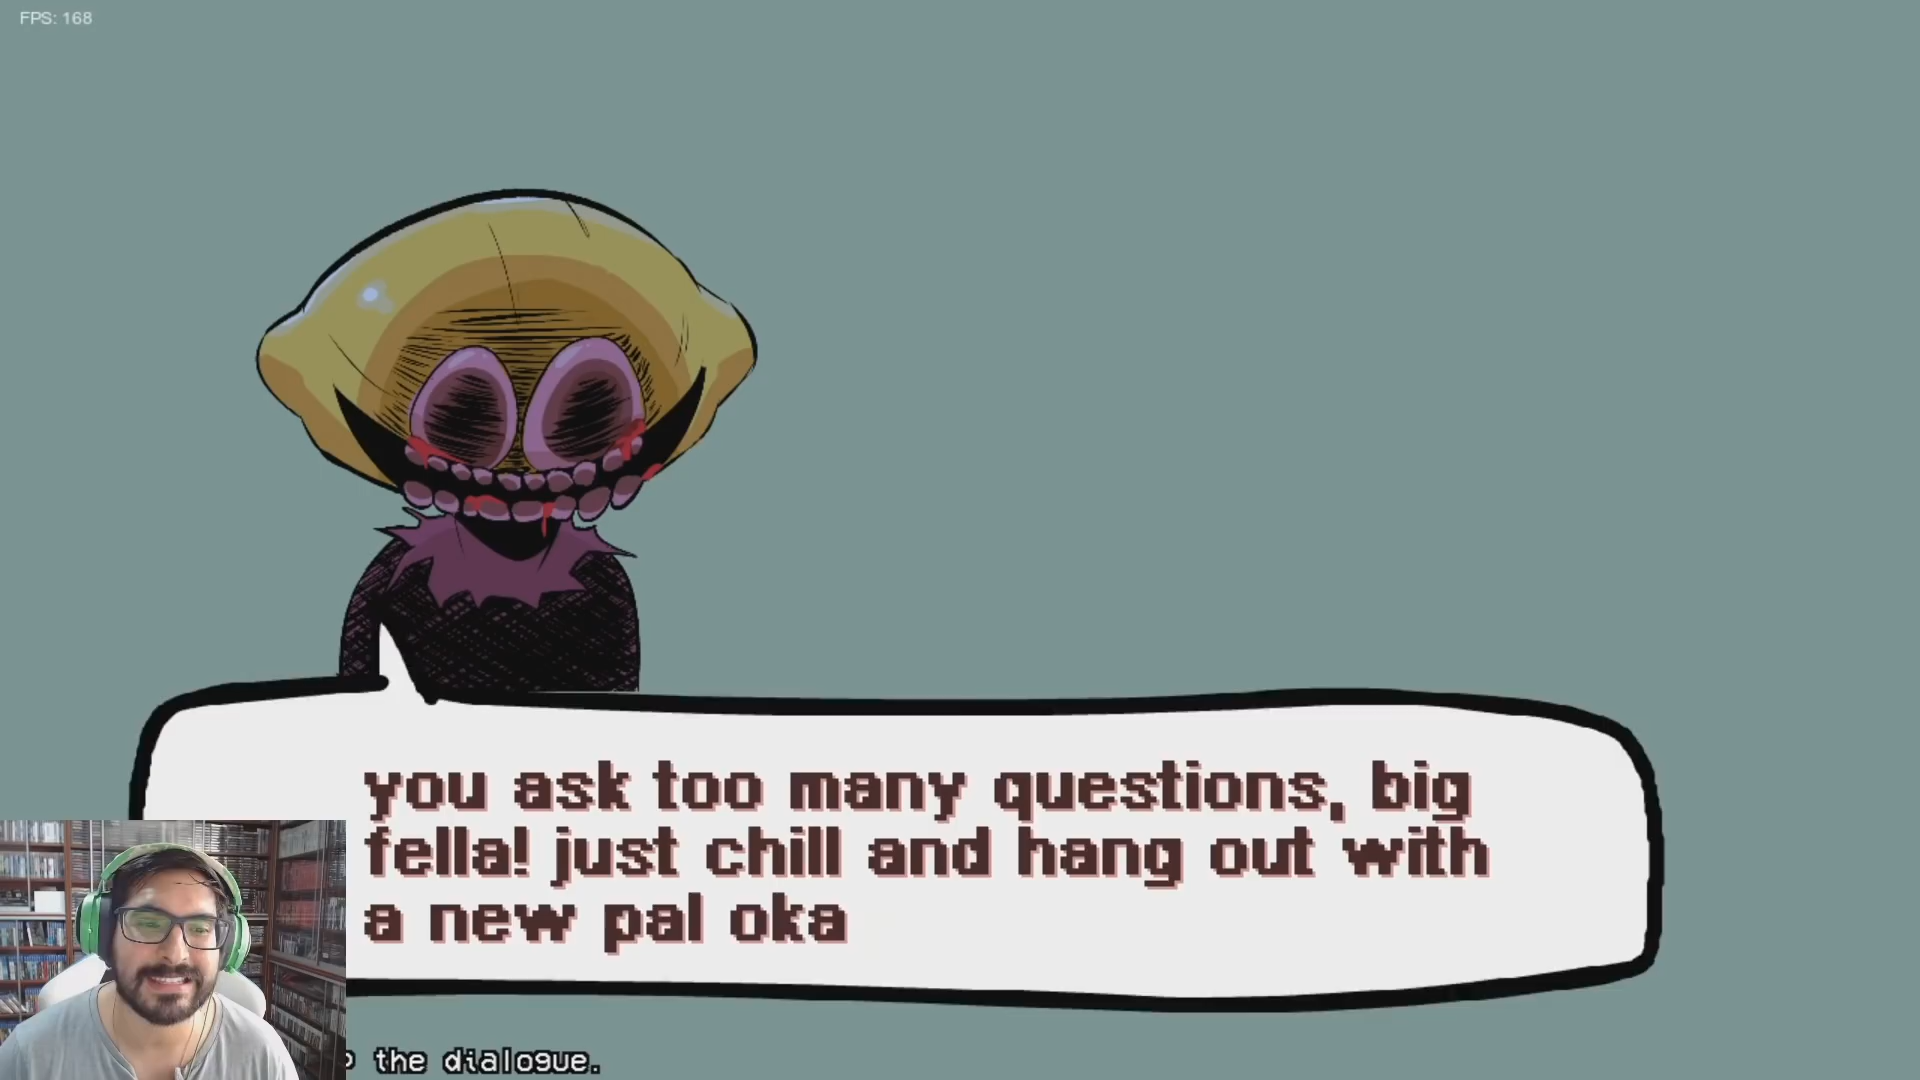 FPS: 168
you ask too many questions, big
fella! just chill and hang out with
a new pal oka
the dialogue.